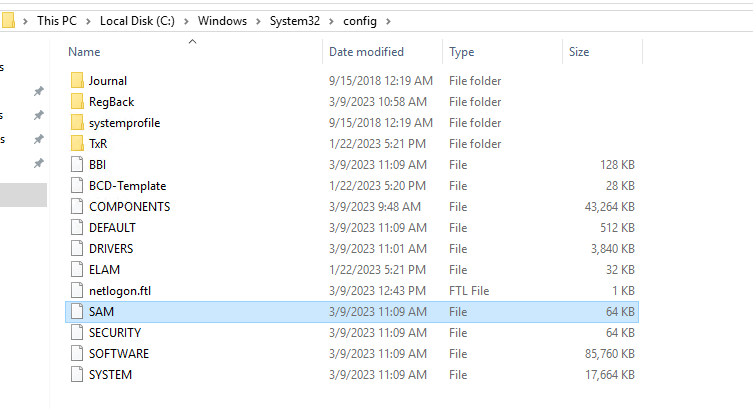 This PC > Local Disk (C:) > Windows > System32 > config >
Name Date modified Type Size
s
s
s
Journal 9/15/2018 12:19 AM File folder
RegBack 3/9/2023 10:58 AM File folder
systemprofile 9/15/2018 12:19 AM File folder
TxR 1/22/2023 5:21 PM File folder
BBI 3/9/2023 11:09 AM File 128 KB
BCD-Template 1/22/2023 5:20 PM File 28 KB
COMPONENTS 3/9/2023 9:48 AM File 43,264 KB
DEFAULT 3/9/2023 11:09 AM File 512 KB
DRIVERS 3/9/2023 11:01 AM File 3,840 KB
ELAM 1/22/2023 5:21 PM File 32 KB
netlogon.ftl 3/9/2023 12:43 PM FTL File 1 KB
SAM 3/9/2023 11:09 AM File 64 KB
SECURITY 3/9/2023 11:09 AM File 64 KB
SOFTWARE 3/9/2023 11:09 AM File 85,760 KB
SYSTEM 3/9/2023 11:09 AM File 17,664 KB